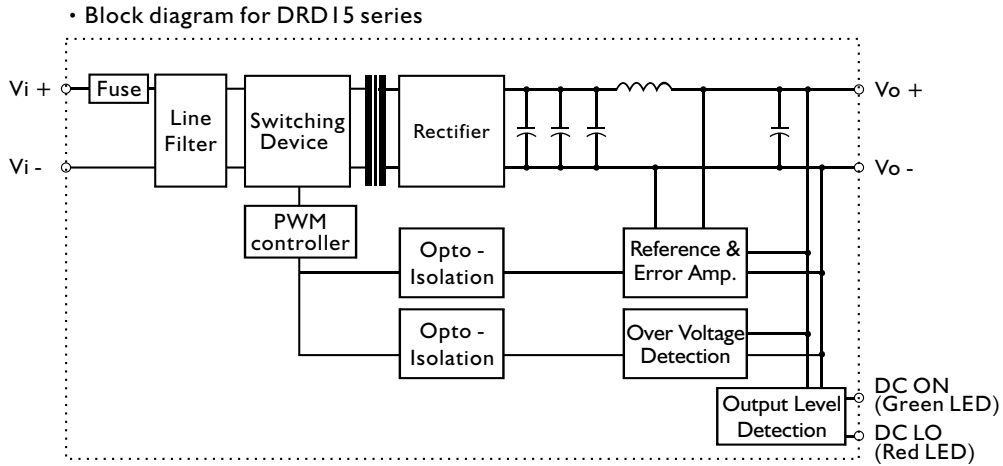 • Block diagram for DRD15 series
Vi +
Fuse
Line
Filter
Switching
Device
Rectifier
Vo +
Vi -
Vo -
PWM
controller
Opto -
Isolation
Reference &
Error Amp.
Opto -
Isolation
Over Voltage
Detection
Output Level
Detection
DC ON
(Green LED)
DC LO
(Red LED)